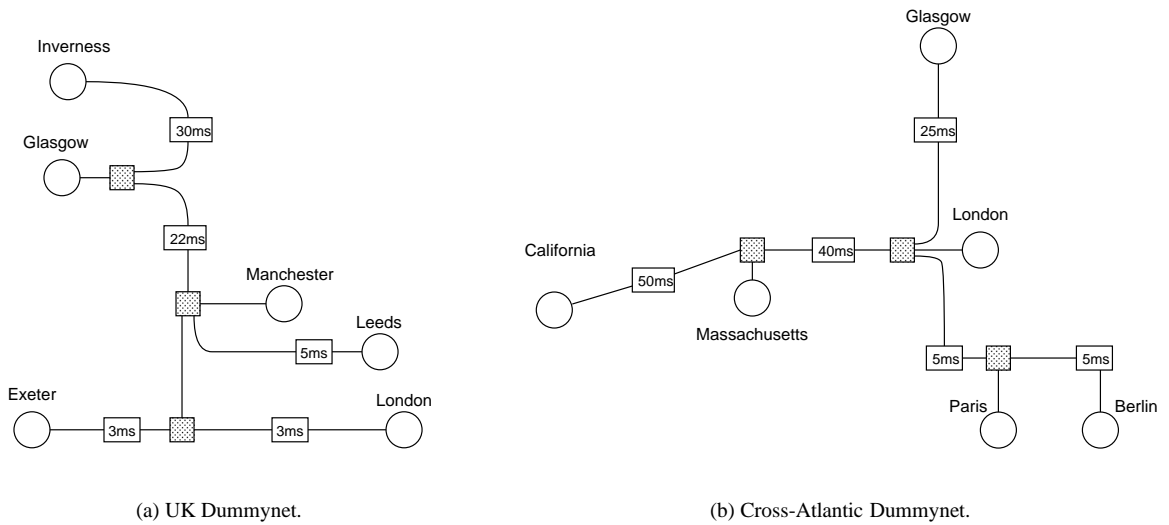 Inverness
30ms
Glasgow
22ms
Manchester
Leeds
5ms
Exeter
London
3ms
3ms
(a) UK Dummynet.
Glasgow
25ms
London
California
40ms
50ms
Massachusetts
5ms
5ms
Paris
Berlin
(b) Cross-Atlantic Dummynet.